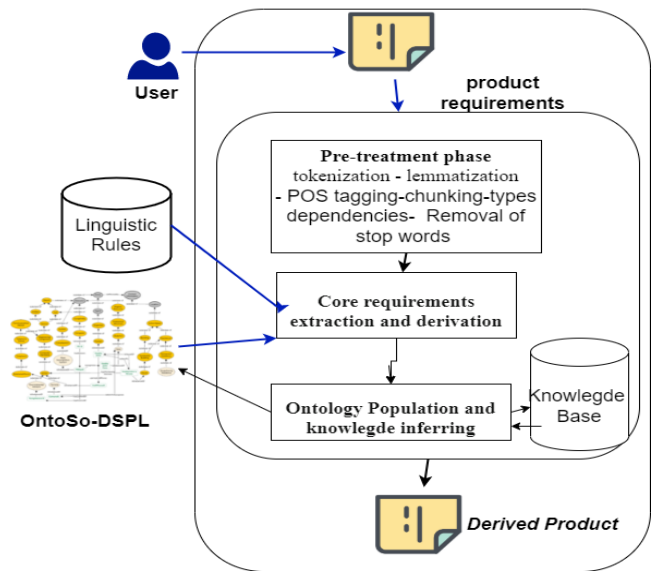 User
product
requirements
Pre-treatment phase
tokenization - lemmatization
- POS tagging-chunking-types
dependencies- Removal of
stop words
Linguistic
Rules
Core requirements
extraction and derivation
OntoSo-DSPL
Ontology Population and
knowlegde inferring
Knowlegde
Base
Derived Product